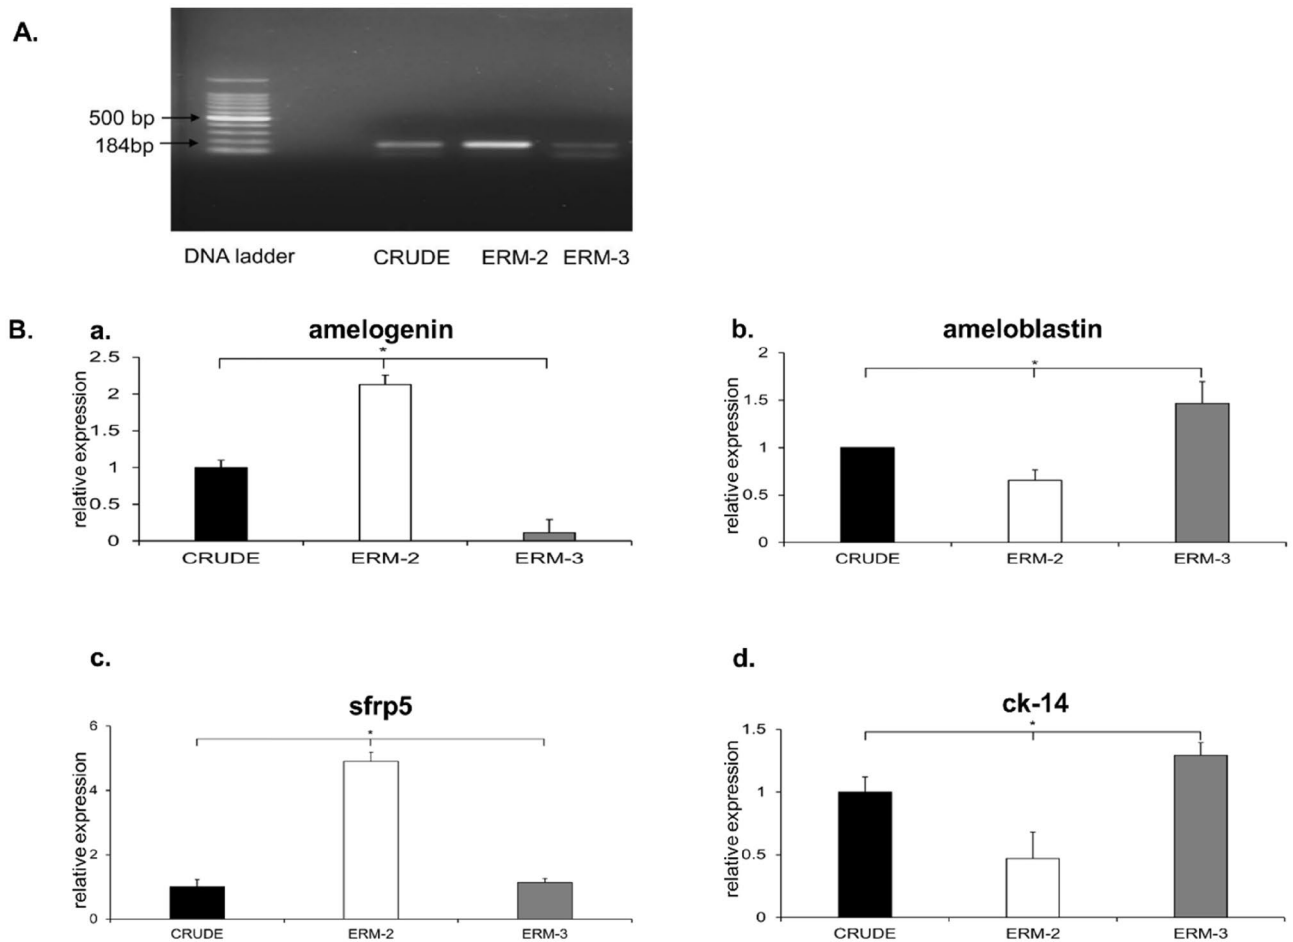 A.
500 bp
184bp
DNA ladder CRUDE ERM-2 ERM-3
B.
a.
amelogenin
relative expression
2.5
2
1.5
1
0.5
0
*
CRUDE ERM-2 ERM-3
b.
ameloblastin
relative expression
2
1.5
1
0.5
0
*
CRUDE ERM-2 ERM-3
c.
sfrp5
relative expression
6
4
2
0
*
CRUDE ERM-2 ERM-3
d.
ck-14
relative expression
1.5
1
0.5
0
*
CRUDE ERM-2 ERM-3